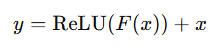 y = ReLU(F(x)) + x